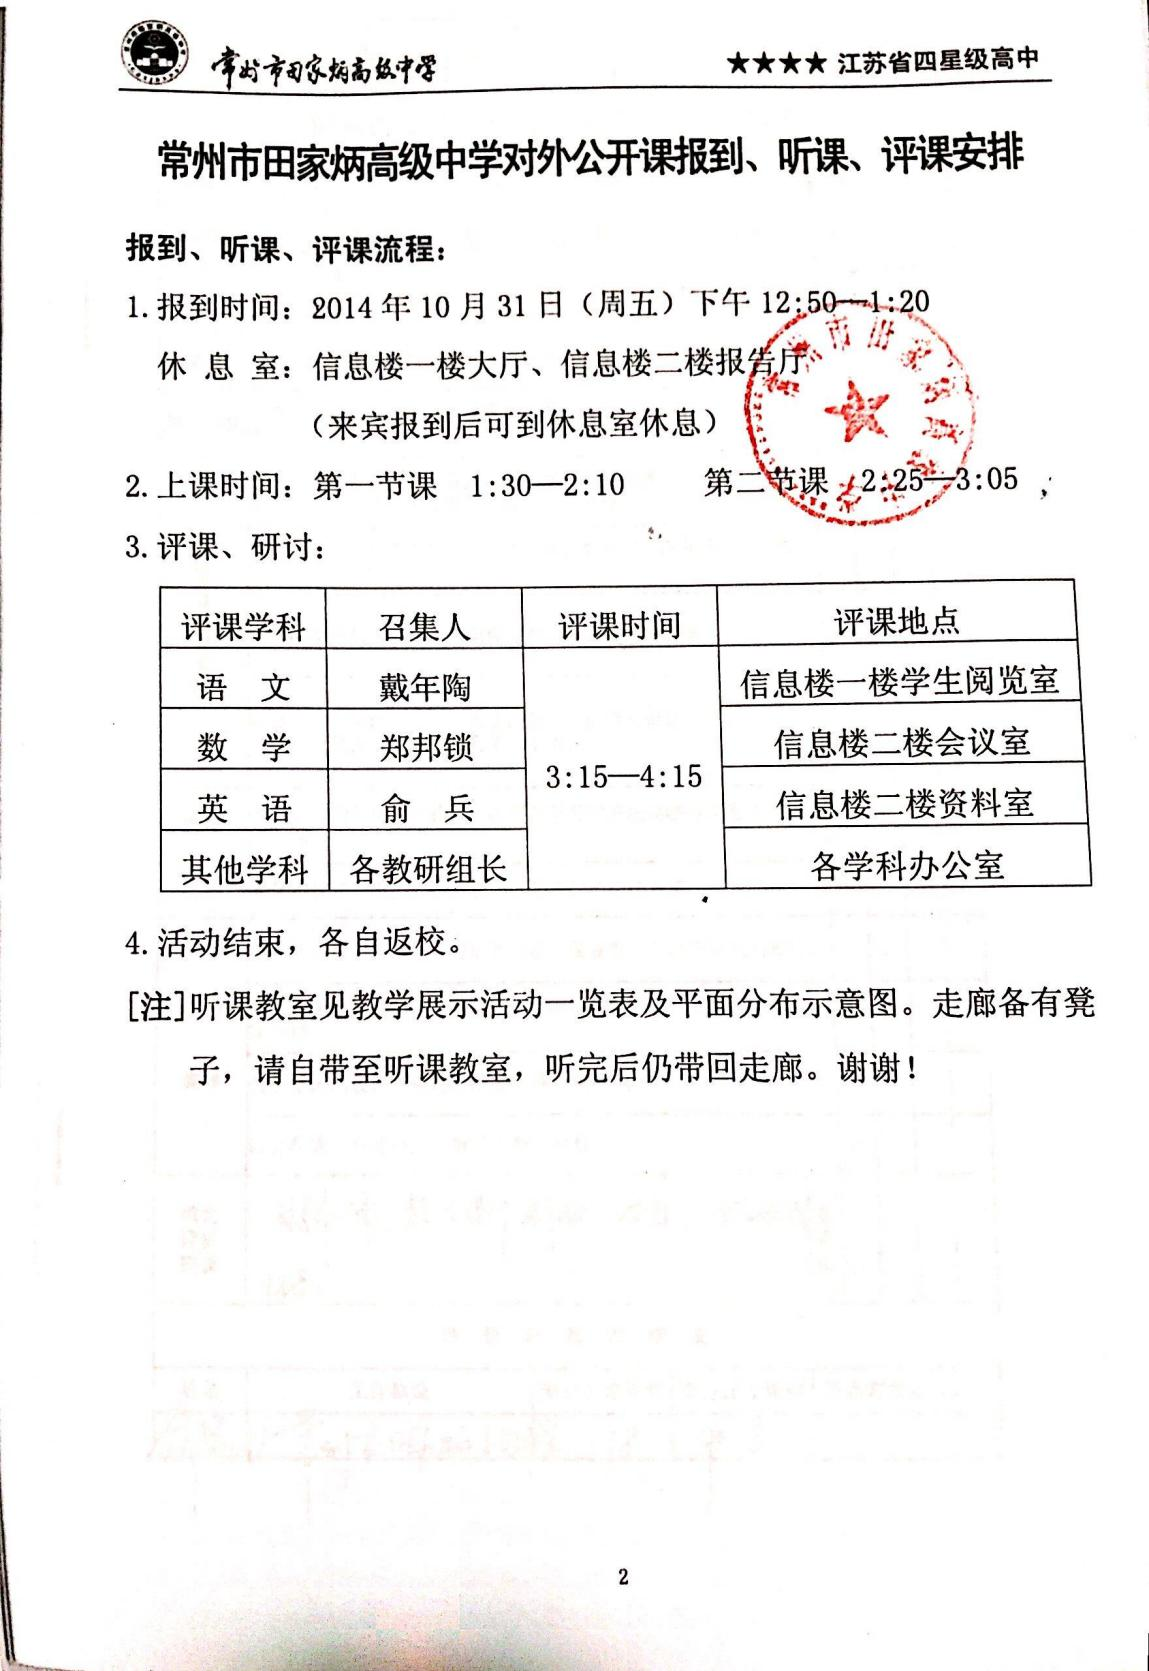 常州市田家炳高级中学
★★★★ 江苏省四星级高中
常州市田家炳高级中学对外公开课报到、听课、评课安排
报到、听课、评课流程：
1.报到时间：2014年10月31日（周五）下午12:50—1:20
休 息 室：信息楼一楼大厅、信息楼二楼报告厅
（来宾报到后可到休息室休息）
2.上课时间：第一节课 1:30—2:10 第二节课 2:25—3:05
3.评课、研讨：
评课学科 召集人 评课时间 评课地点
语 文 戴年陶 信息楼一楼学生阅览室
数 学 郑邦锁 信息楼二楼会议室
3:15—4:15
英 语 俞 兵 信息楼二楼资料室
其他学科 各教研组长 各学科办公室
4.活动结束，各自返校。
[注]听课教室见教学展示活动一览表及平面分布示意图。走廊备有凳
子，请自带至听课教室，听完后仍带回走廊。谢谢！
2